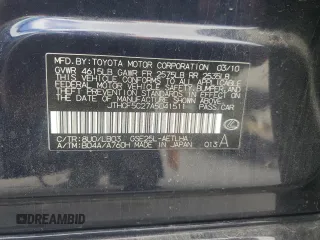 MFD.BY:TOYOTA MOTOR CORPORATION 03/10
GVWR 4615LB GAWR FR 2525LB RR 2535LB
THIS VEHICLE CONFORMS TO ALL APPLICABLE
FEDERAL MOTOR VEHICLE SAFETY, BUMPER, AND
THEFT PREVENTION STANDARDS IN EFFECT ON
THE DATE OF MANUFACTURE SHOWN ABOVE.
JTHCF5C27A5041511 PASS.CAR
C/TR:8U0/LB03 GSE25L-AETLHA
A/TM:B04A/A760H MADE IN JAPAN 013 A